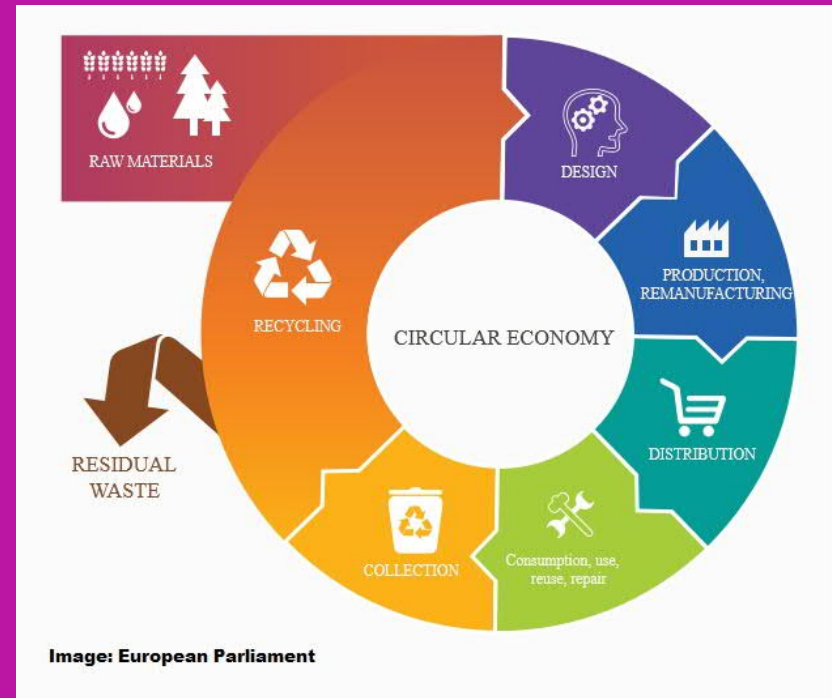 RAW MATERIALS
DESIGN
PRODUCTION,
REMANUFACTURING
RECYCLING
CIRCULAR ECONOMY
DISTRIBUTION
RESIDUAL
WASTE
COLLECTION
Consumption, use,
reuse, repair
Image: European Parliament